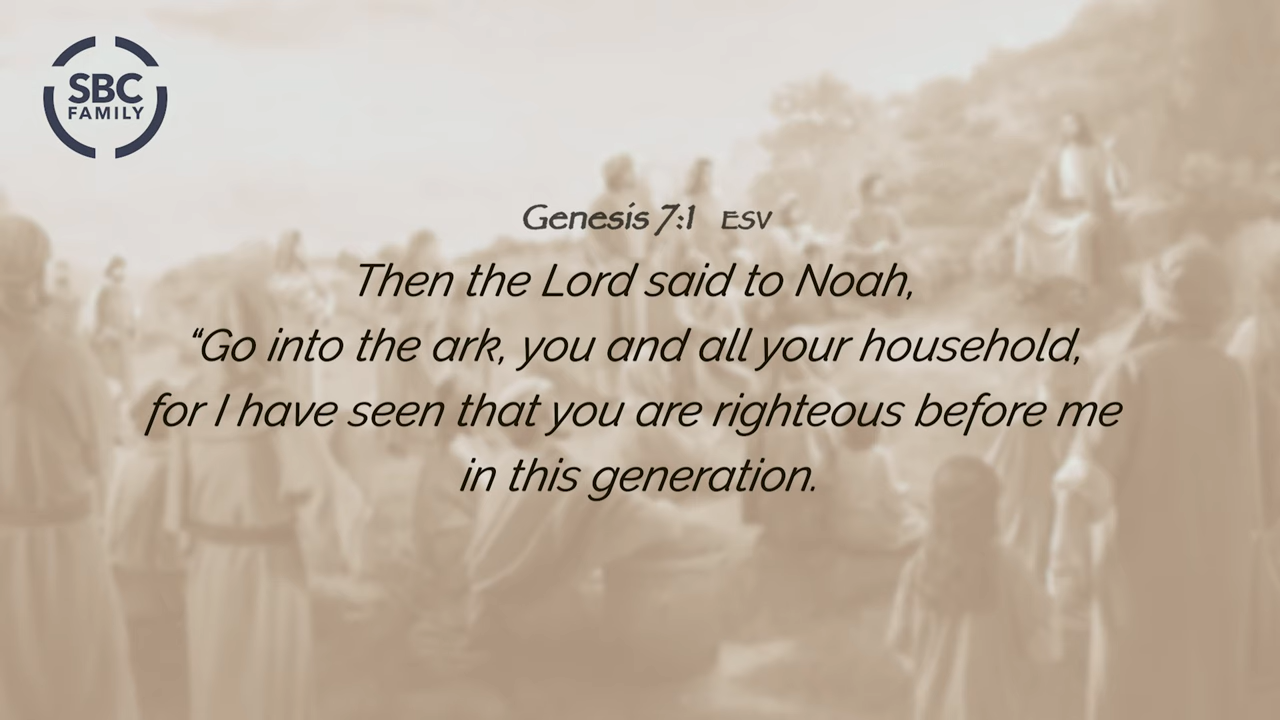 SBC
FAMILY
Genesis 7:1 ESV
Then the Lord said to Noah,
“Go into the ark, you and all your household,
for I have seen that you are righteous before me
in this generation.